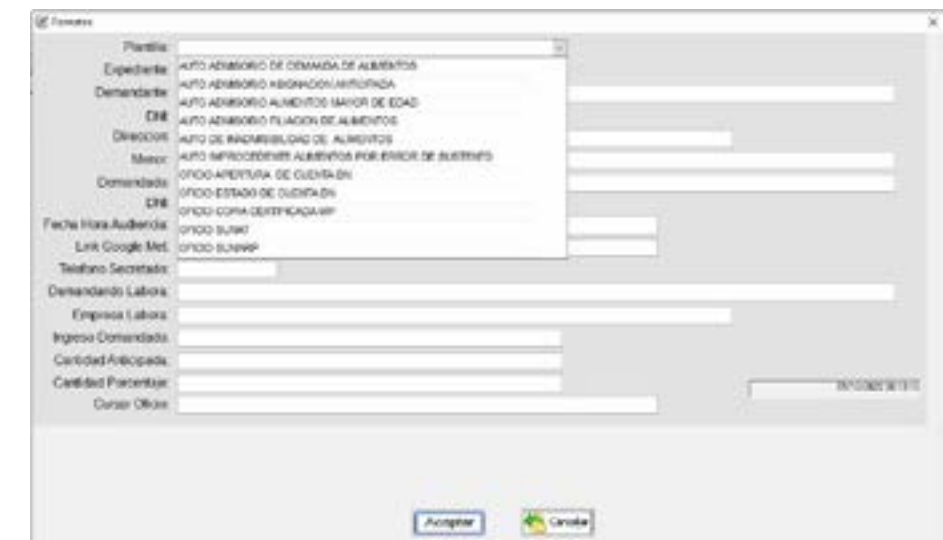 Formatos
Plantilla:
Expediente:
AUTO ADMISORIO DE DEMANDA DE ALIMENTOS
AUTO ADMISORIO ASIGNACION ANTICIPADA
AUTO ADMISORIO ALIMENTOS MAYOR DE EDAD
AUTO ADMISORIO FILIACION DE ALIMENTOS
AUTO DE INADMISIBILIDAD DE ALIMENTOS
AUTO IMPROCEDENTE ALIMENTOS POR ERROR DE SUSTENTO
OFICIO APERTURA DE CUENTA BN
OFICIO ESTADO DE CUENTA BN
OFICIO COPIA CERTIFICADA MP
OFICIO SUNAT
OFICIO SUNARP
Demandante:
DNI:
Direccion:
Menor:
Demandado:
DNI:
Fecha Hora Audiencia:
Link Google Met:
Telefono Secretario:
Demandando Labora:
Empresa Labora:
Ingreso Demandado:
Cantidad Anticipada:
Cantidad Porcentaje:
Cursar Oficio:
Aceptar
Cancelar